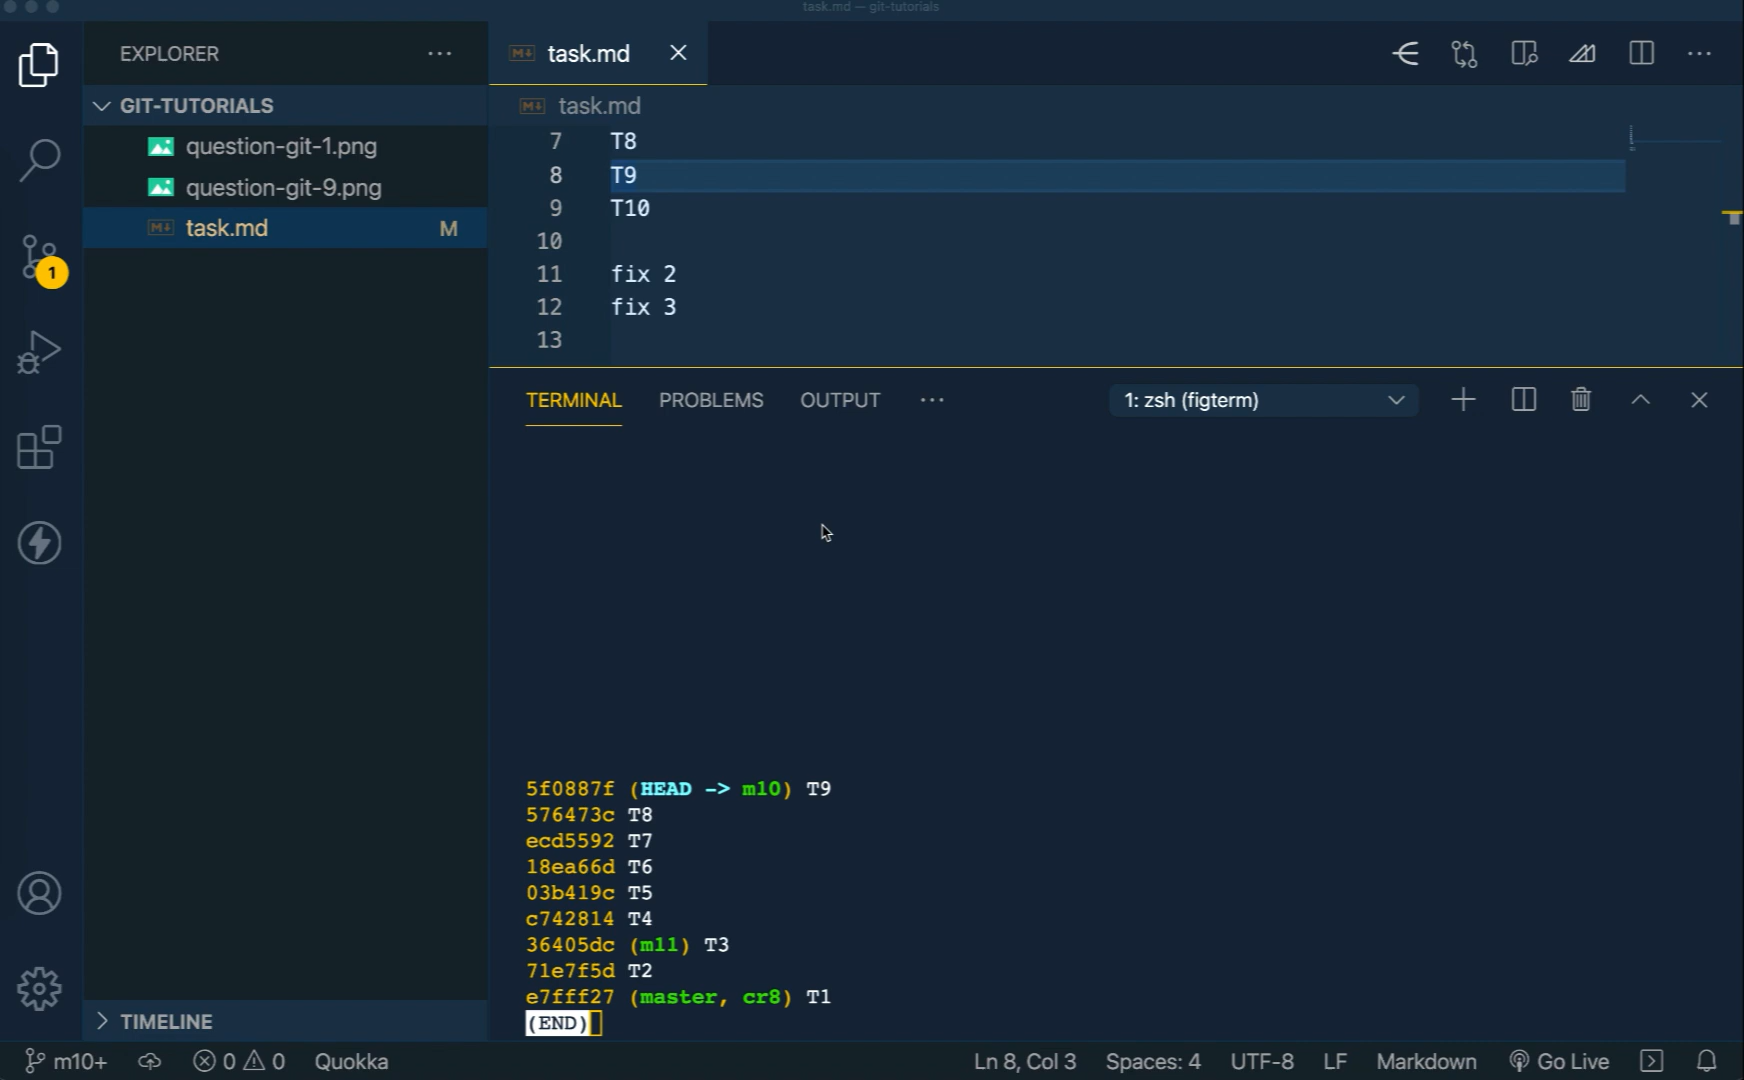 task.md — git-tutorials
EXPLORER
GIT-TUTORIALS
question-git-1.png
question-git-9.png
task.md M
1
TIMELINE
task.md
task.md
7 T8
8 T9
9 T10
10
11 fix 2
12 fix 3
13
TERMINAL PROBLEMS OUTPUT 1: zsh (figterm)
5f0887f (HEAD -> m10) T9
576473c T8
ecd5592 T7
18ea66d T6
03b419c T5
c742814 T4
36405dc (m11) T3
71e7f5d T2
e7fff27 (master, cr8) T1
(END)
m10+ 0 0 Quokka Ln 8, Col 3 Spaces: 4 UTF-8 LF Markdown Go Live